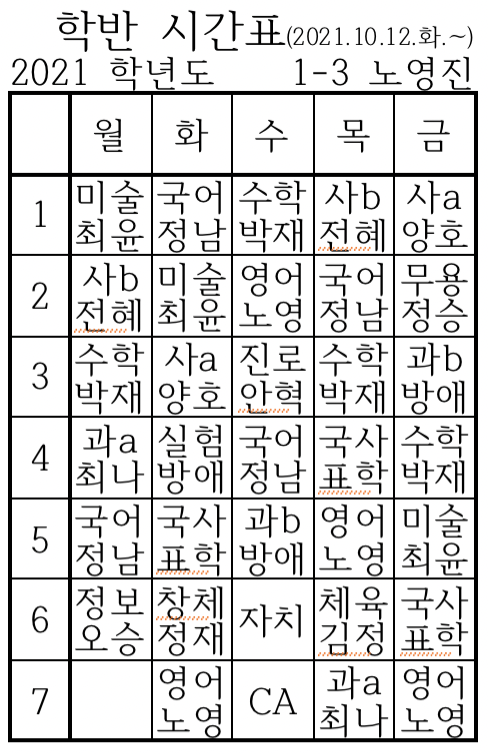 학반 시간표(2021.10.12.화.~)
2021 학년도 1-3 노영진
월 화 수 목 금
1 미술 국어 수학 사b 사a
최윤 정남 박재 전혜 양호
2 사b 미술 영어 국어 무용
전혜 최윤 노영 정남 정승
3 수학 사a 진로 수학 과b
박재 양호 안혁 박재 방애
4 과a 실험 국어 국사 수학
최나 방애 정남 표학 박재
5 국어 국사 과b 영어 미술
정남 표학 방애 노영 최윤
6 정보 창체 자치 체육 국사
오승 정재 김정 표학
7 영어 CA 과a 영어
노영 최나 노영